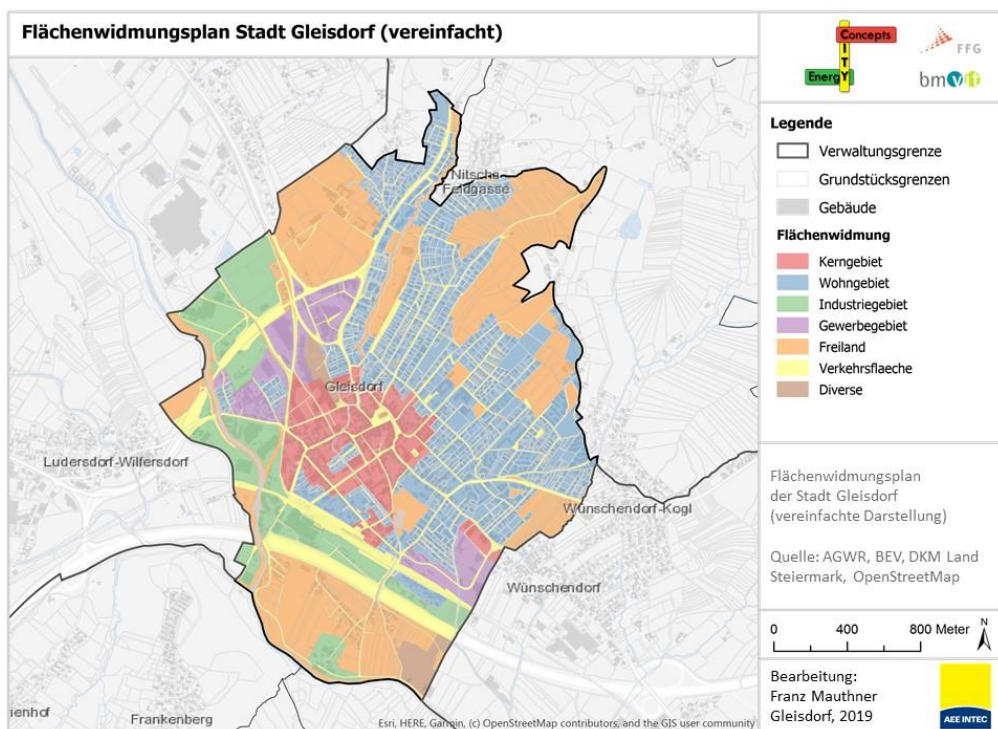 Flächenwidmungsplan Stadt Gleisdorf (vereinfacht)
Concepts
CITY
Energy
FFG
bmvit
Legende
Verwaltungsgrenze
Grundstücksgrenzen
Gebäude
Flächenwidmung
Kerngebiet
Wohngebiet
Industriegebiet
Gewerbegebiet
Freiland
Verkehrsflaeche
Diverse
Nitscha-
Feldgasse
Gleisdorf
Ludersdorf-Wilfersdorf
Wünschendorf-Kogl
Wünschendorf
ienhof
Frankenberg
Esri, HERE, Garmin, (c) OpenStreetMap contributors, and the GIS user community
Flächenwidmungsplan
der Stadt Gleisdorf
(vereinfachte Darstellung)
Quelle: AGWR, BEV, DKM Land
Steiermark, OpenStreetMap
0 400 800 Meter
N
Bearbeitung:
Franz Mauthner
Gleisdorf, 2019
AEE INTEC